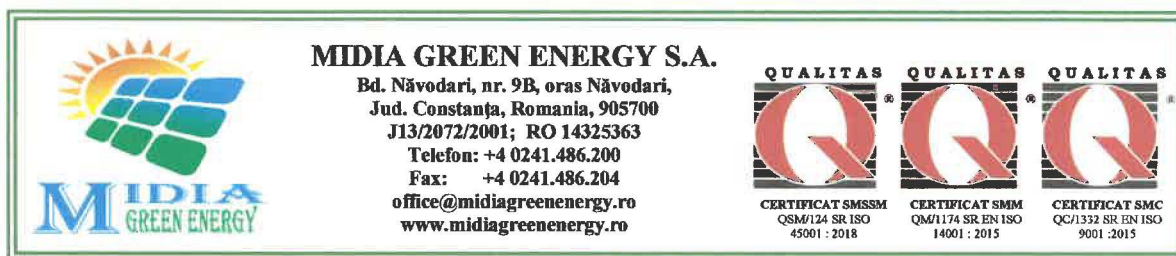 MIDIA
GREEN ENERGY
MIDIA GREEN ENERGY S.A.
Bd. Năvodari, nr. 9B, oras Năvodari,
Jud. Constanţa, Romania, 905700
J13/2072/2001; RO 14325363
Telefon: +4 0241.486.200
Fax: +4 0241.486.204
office@midiagreenenergy.ro
www.midiagreenenergy.ro
QUALITAS
®
CERTIFICAT SMSSM
QSM/124 SR ISO
45001 : 2018
QUALITAS
®
CERTIFICAT SMM
QM/1174 SR EN ISO
14001 : 2015
QUALITAS
®
CERTIFICAT SMC
QC/1332 SR EN ISO
9001 :2015